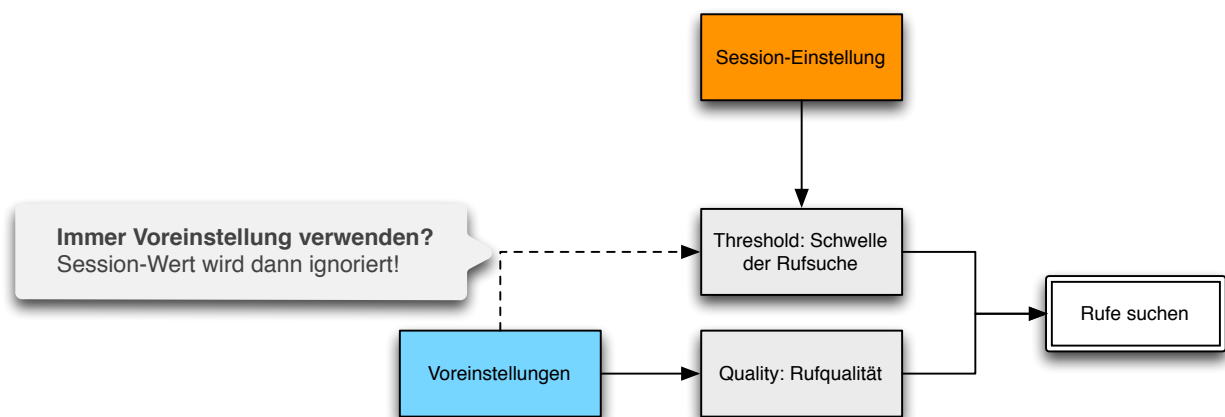 Session-Einstellung
Immer Voreinstellung verwenden?
Session-Wert wird dann ignoriert!
Threshold: Schwelle
der Rufsuche
Rufe suchen
Voreinstellungen
Quality: Rufqualität